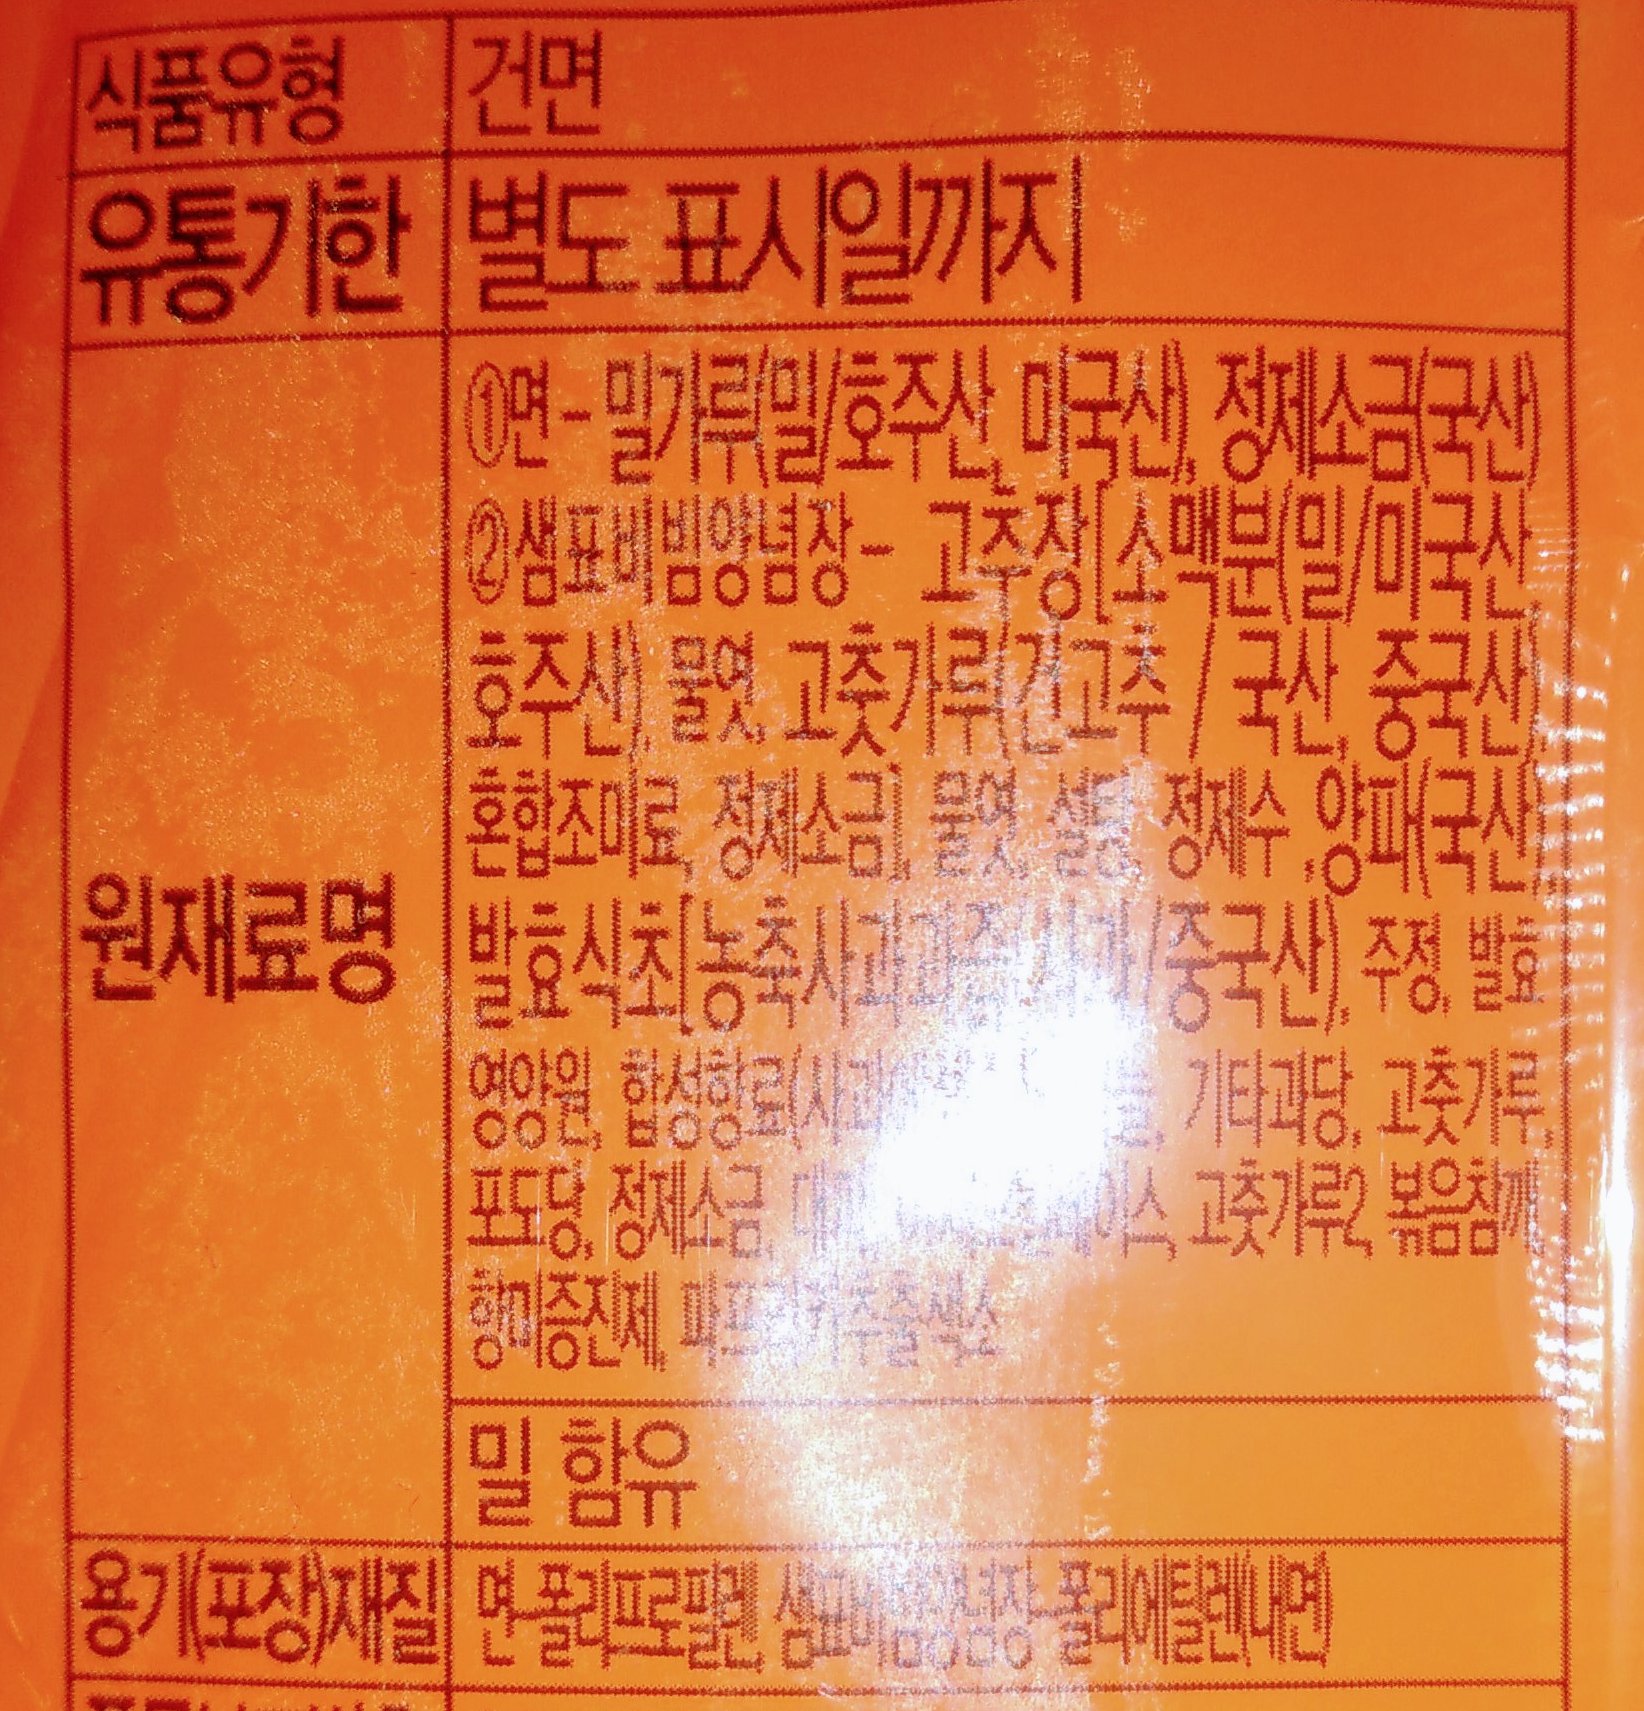 식품유형 건면
유통기한 별도 표시일까지
원재료명
①면 - 밀가루(밀/호주산, 미국산), 정제소금(국산)
②샘표비빔양념장 - 고추장[소맥분(밀/미국산,
호주산), 물엿, 고춧가루(건고추 / 국산, 중국산),
혼합조미료, 정제소금], 물엿, 설탕, 정제수 ,양파(국산),
발효식초[농축사과과즙(사과/중국산), 주정, 발효
영양원, 합성향료 기타과당, 고춧가루,
포도당, 정제소금, 고춧가루2, 볶음참깨,
향미증진제, 파프리카추출색소
밀 함유
용기(포장)재질 면-폴리프로필렌, 샘표비빔양념장-폴리에틸렌(내면)